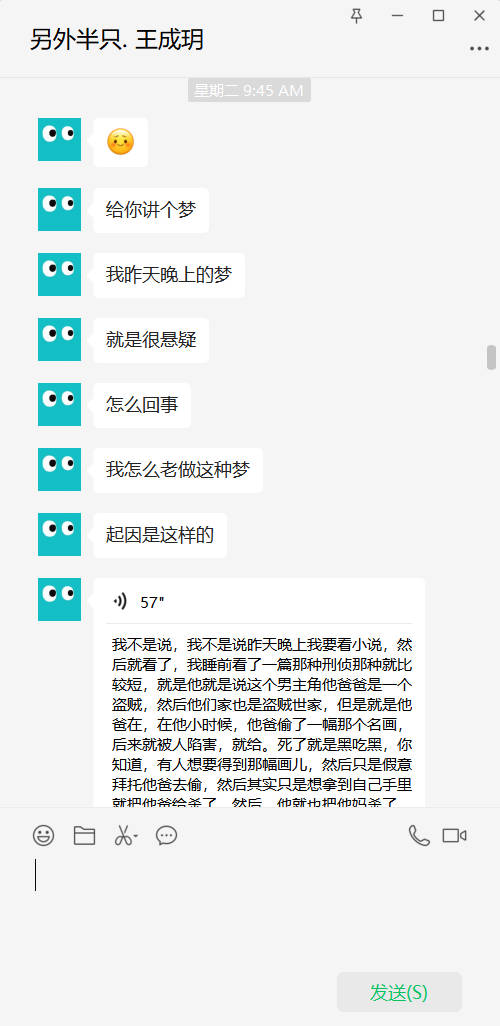 另外半只. 王成玥
星期二 9:45 AM
给你讲个梦
我昨天晚上的梦
就是很悬疑
怎么回事
我怎么老做这种梦
起因是这样的
57"
我不是说，我不是说昨天晚上我要看小说，然
后就看了，我睡前看了一篇那种刑侦那种就比
较短，就是他就是说这个男主角他爸爸是一个
盗贼，然后他们家也是盗贼世家，但是就是他
爸在，在他小时候，他爸偷了一幅那个名画，
后来就被人陷害，就给。死了就是黑吃黑，你
知道，有人想要得到那幅画儿，然后只是假意
拜托他爸去偷，然后其实只是想拿到自己手里
就把他爸给杀了，然后，他就也把他妈杀了
发送(S)